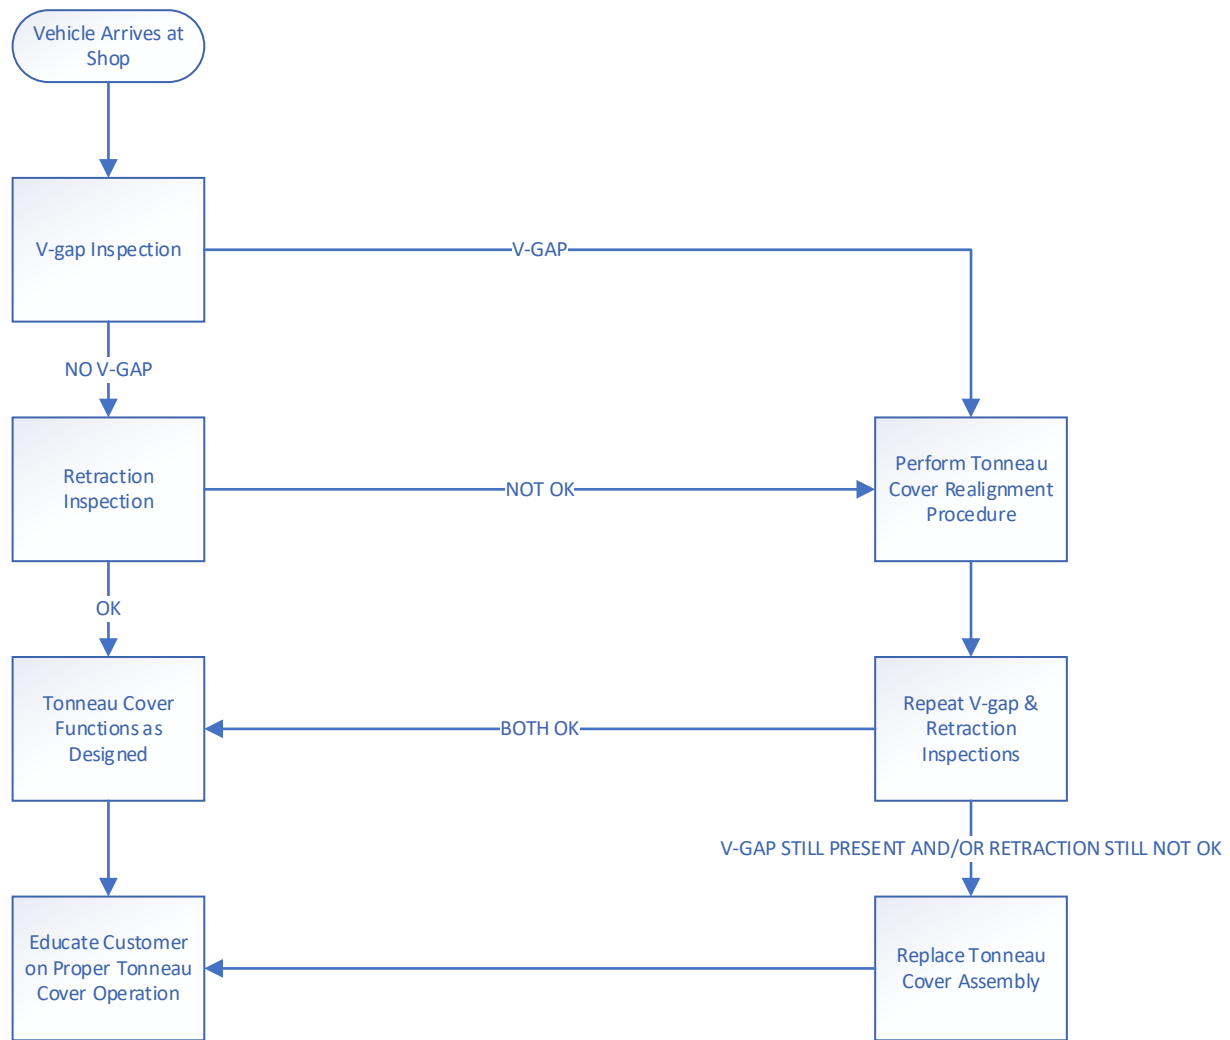 Vehicle Arrives at
Shop
V-gap Inspection
V-GAP
NO V-GAP
Retraction
Inspection
NOT OK
Perform Tonneau
Cover Realignment
Procedure
OK
Tonneau Cover
Functions as
Designed
BOTH OK
Repeat V-gap &
Retraction
Inspections
V-GAP STILL PRESENT AND/OR RETRACTION STILL NOT OK
Educate Customer
on Proper Tonneau
Cover Operation
Replace Tonneau
Cover Assembly